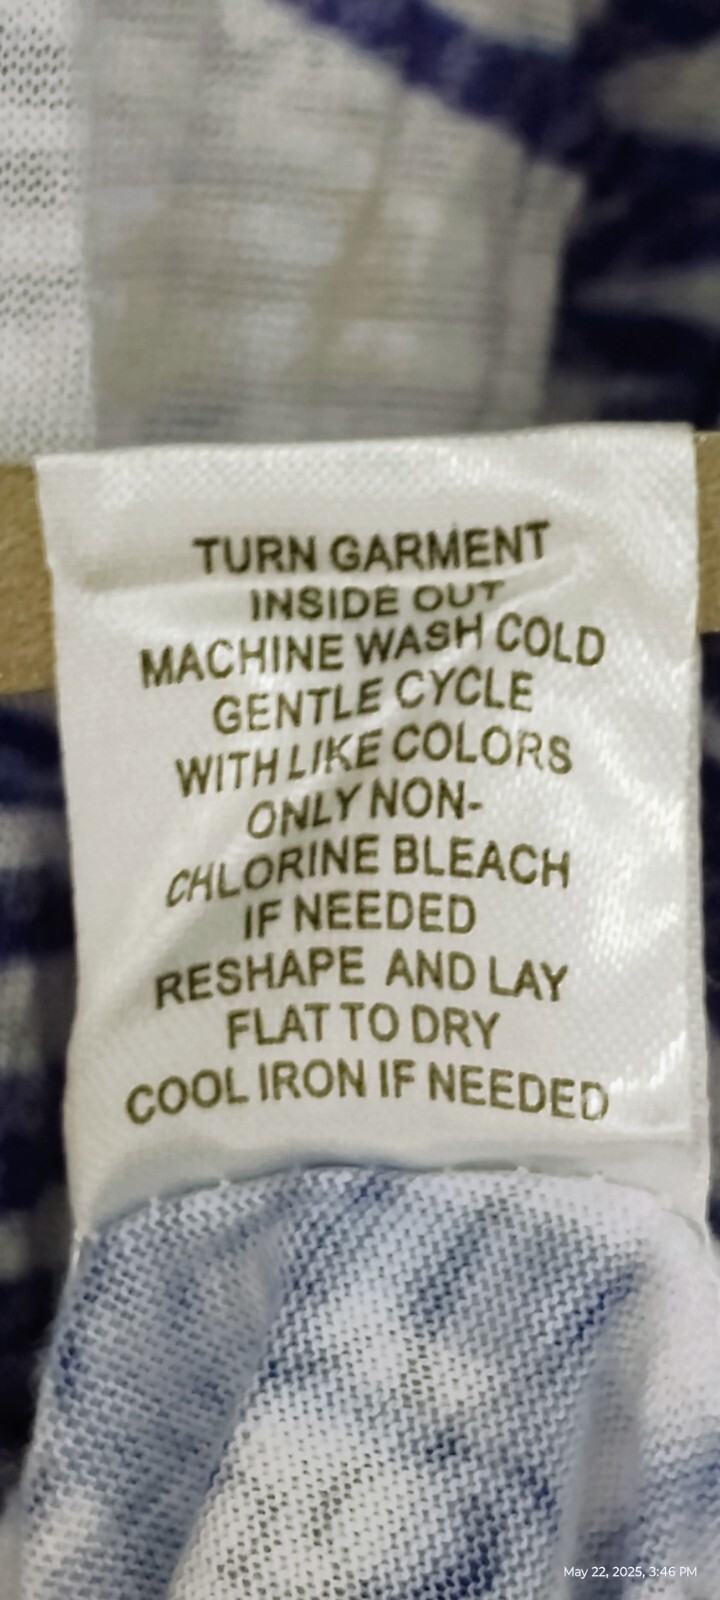 TURN GARMENT
INSIDE OUT
MACHINE WASH COLD
GENTLE CYCLE
WITH LIKE COLORS
ONLY NON-
CHLORINE BLEACH
IF NEEDED
RESHAPE AND LAY
FLAT TO DRY
COOL IRON IF NEEDED
May 22, 2025, 3:46 PM